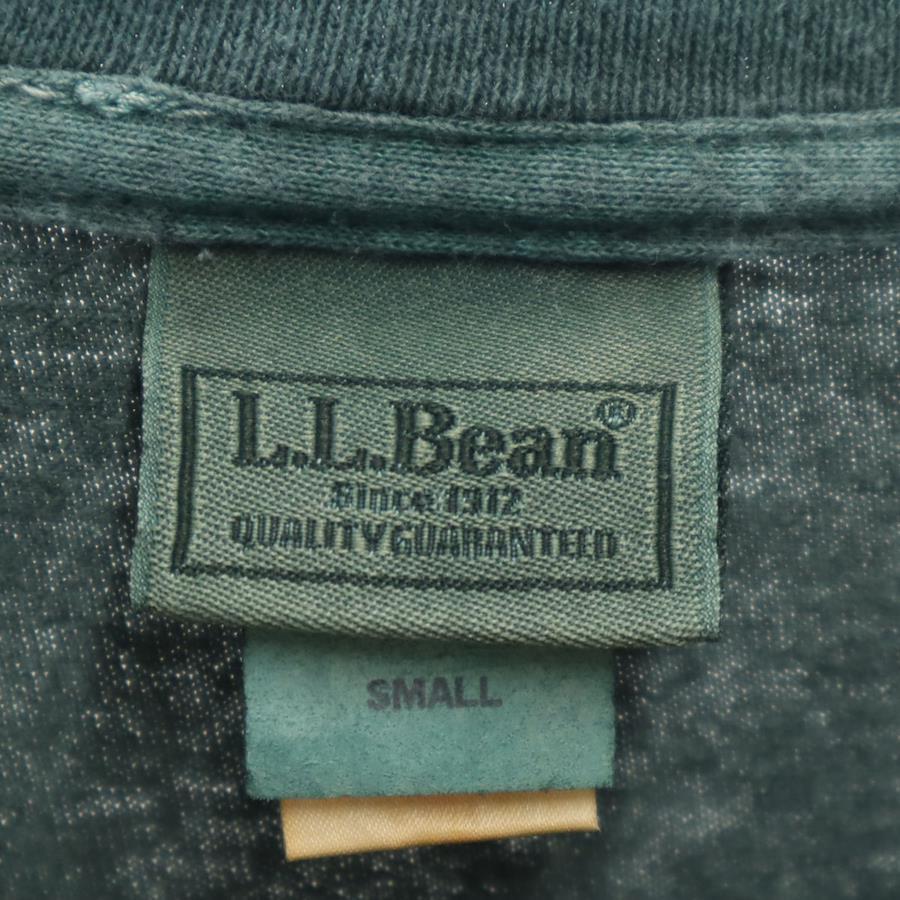 L.L.Bean®
Since 1912
QUALITY GUARANTEED
SMALL